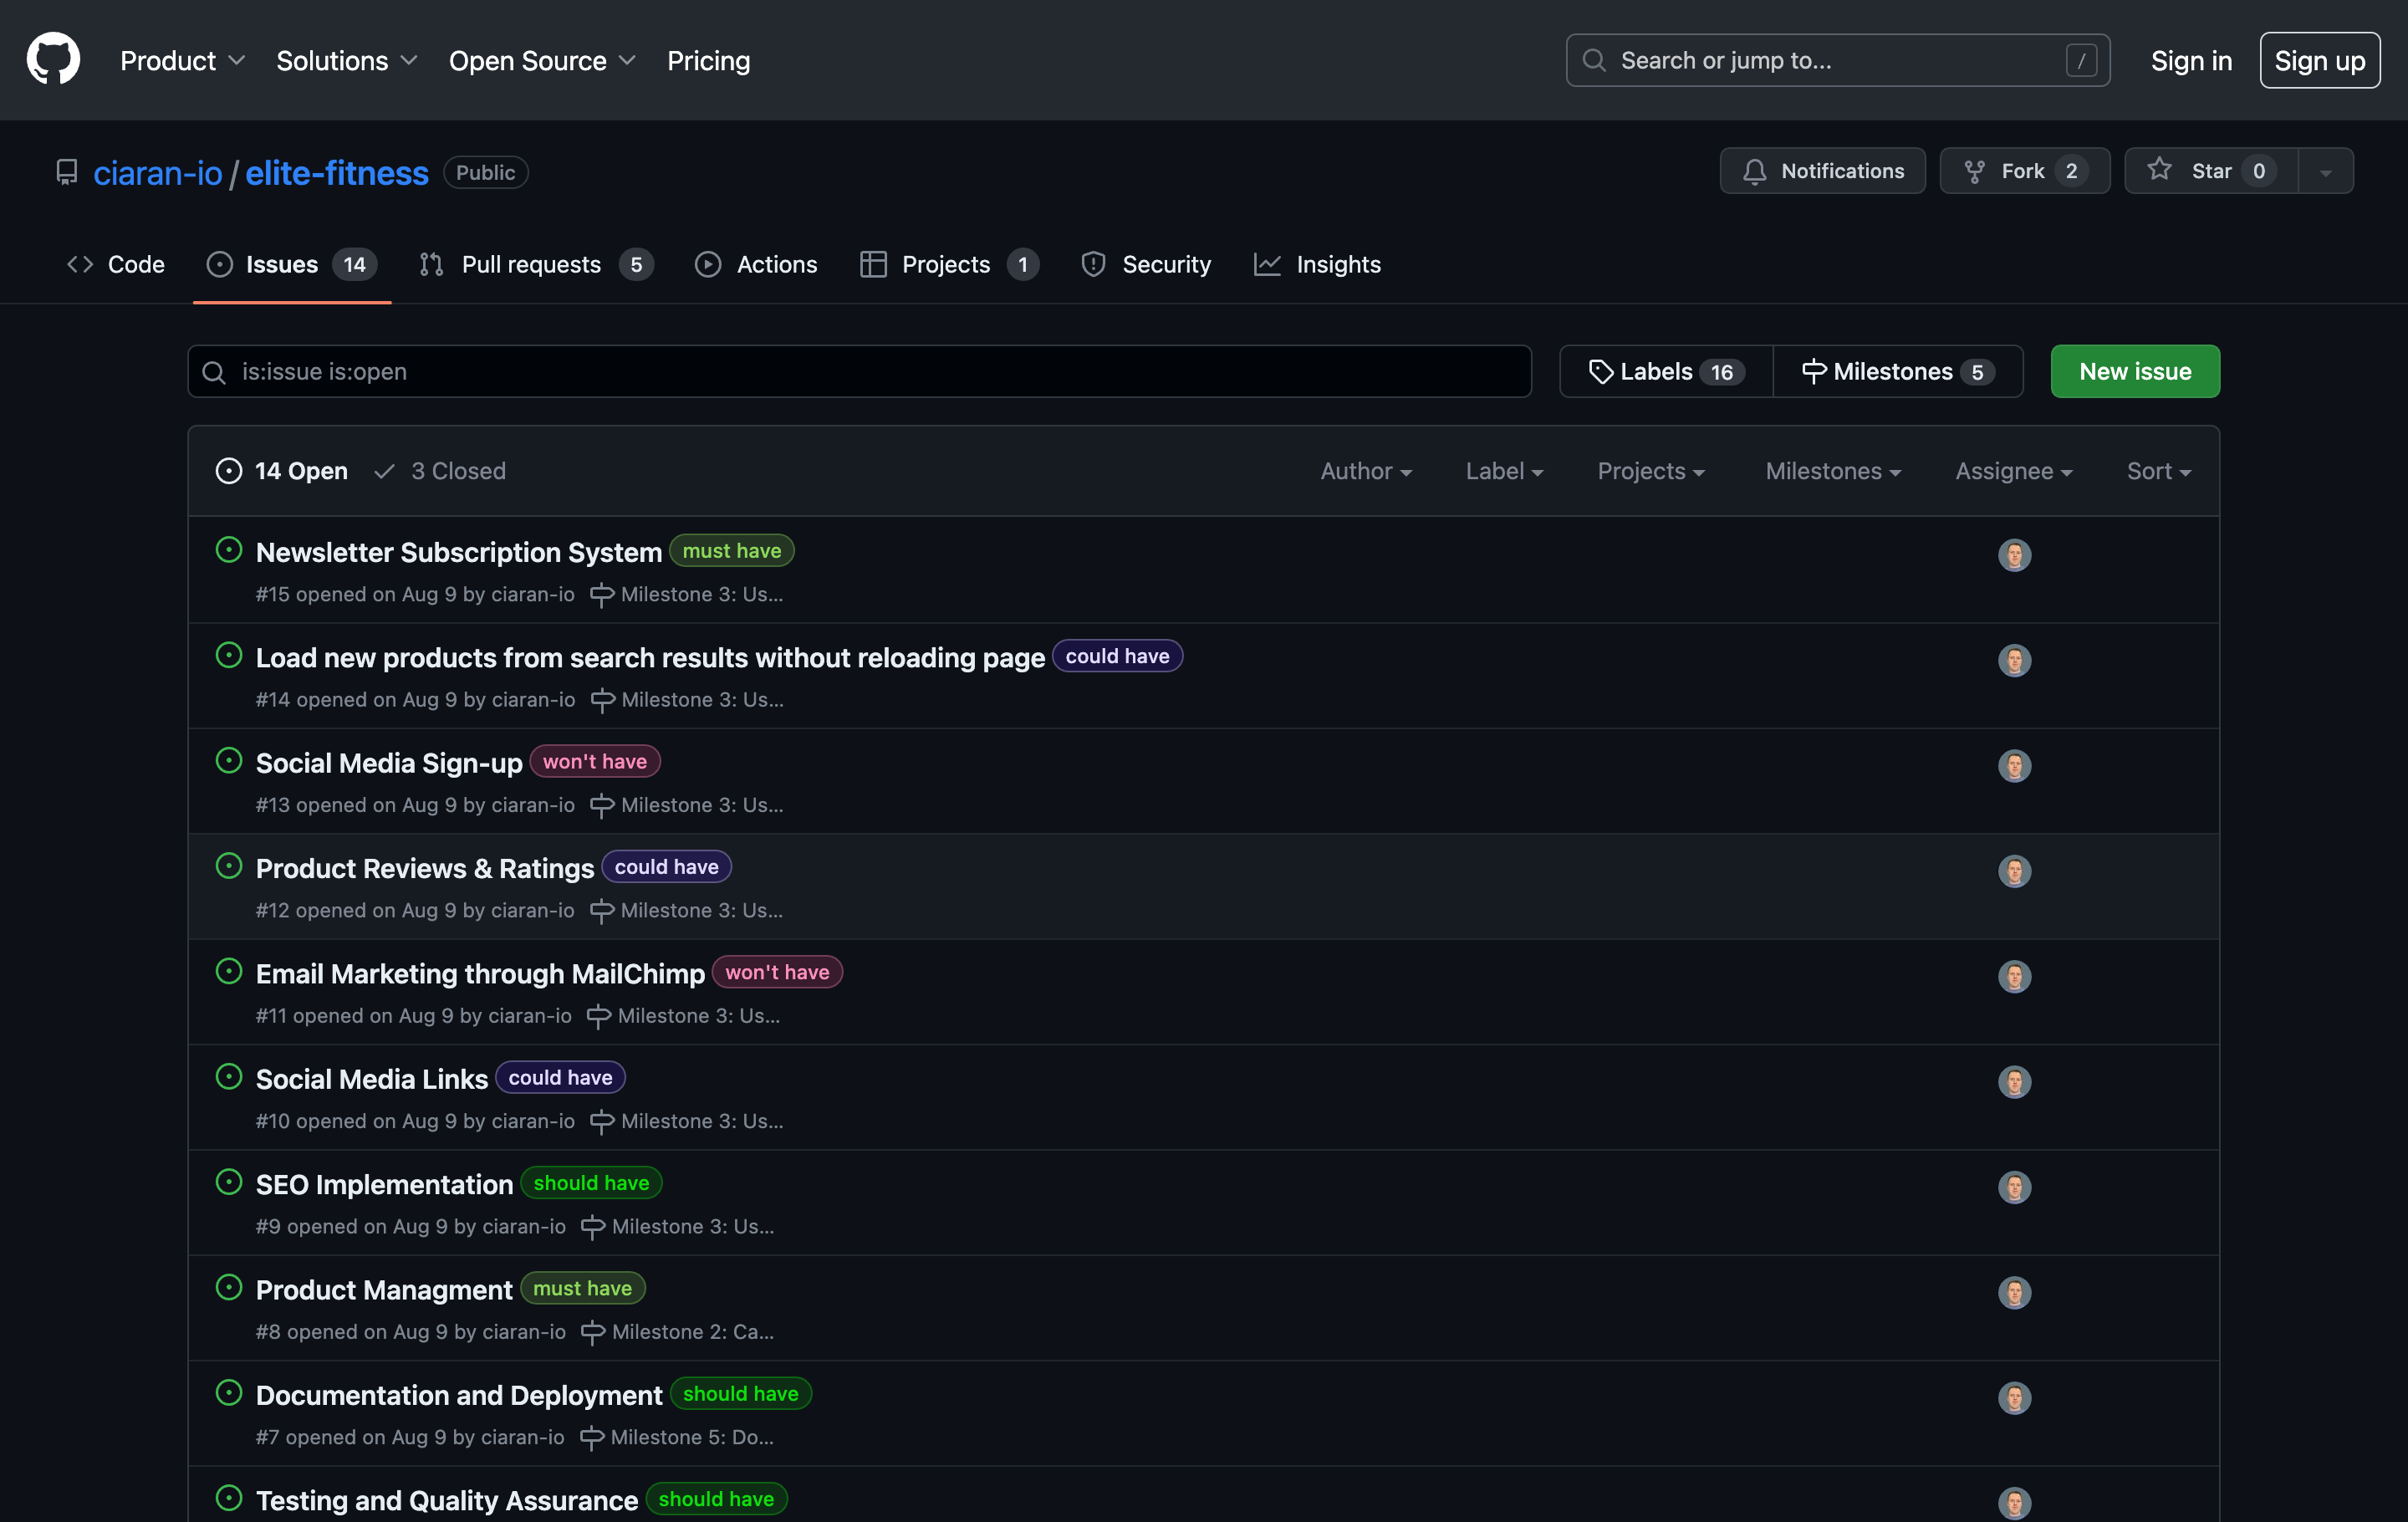 Product Solutions Open Source Pricing Search or jump to... / Sign in Sign up
ciaran-io / elite-fitness Public Notifications Fork 2 Star 0
Code Issues 14 Pull requests 5 Actions Projects 1 Security Insights
is:issue is:open Labels 16 Milestones 5 New issue
14 Open 3 Closed Author Label Projects Milestones Assignee Sort
Newsletter Subscription System must have
#15 opened on Aug 9 by ciaran-io Milestone 3: Us...
Load new products from search results without reloading page could have
#14 opened on Aug 9 by ciaran-io Milestone 3: Us...
Social Media Sign-up won't have
#13 opened on Aug 9 by ciaran-io Milestone 3: Us...
Product Reviews & Ratings could have
#12 opened on Aug 9 by ciaran-io Milestone 3: Us...
Email Marketing through MailChimp won't have
#11 opened on Aug 9 by ciaran-io Milestone 3: Us...
Social Media Links could have
#10 opened on Aug 9 by ciaran-io Milestone 3: Us...
SEO Implementation should have
#9 opened on Aug 9 by ciaran-io Milestone 3: Us...
Product Managment must have
#8 opened on Aug 9 by ciaran-io Milestone 2: Ca...
Documentation and Deployment should have
#7 opened on Aug 9 by ciaran-io Milestone 5: Do...
Testing and Quality Assurance should have